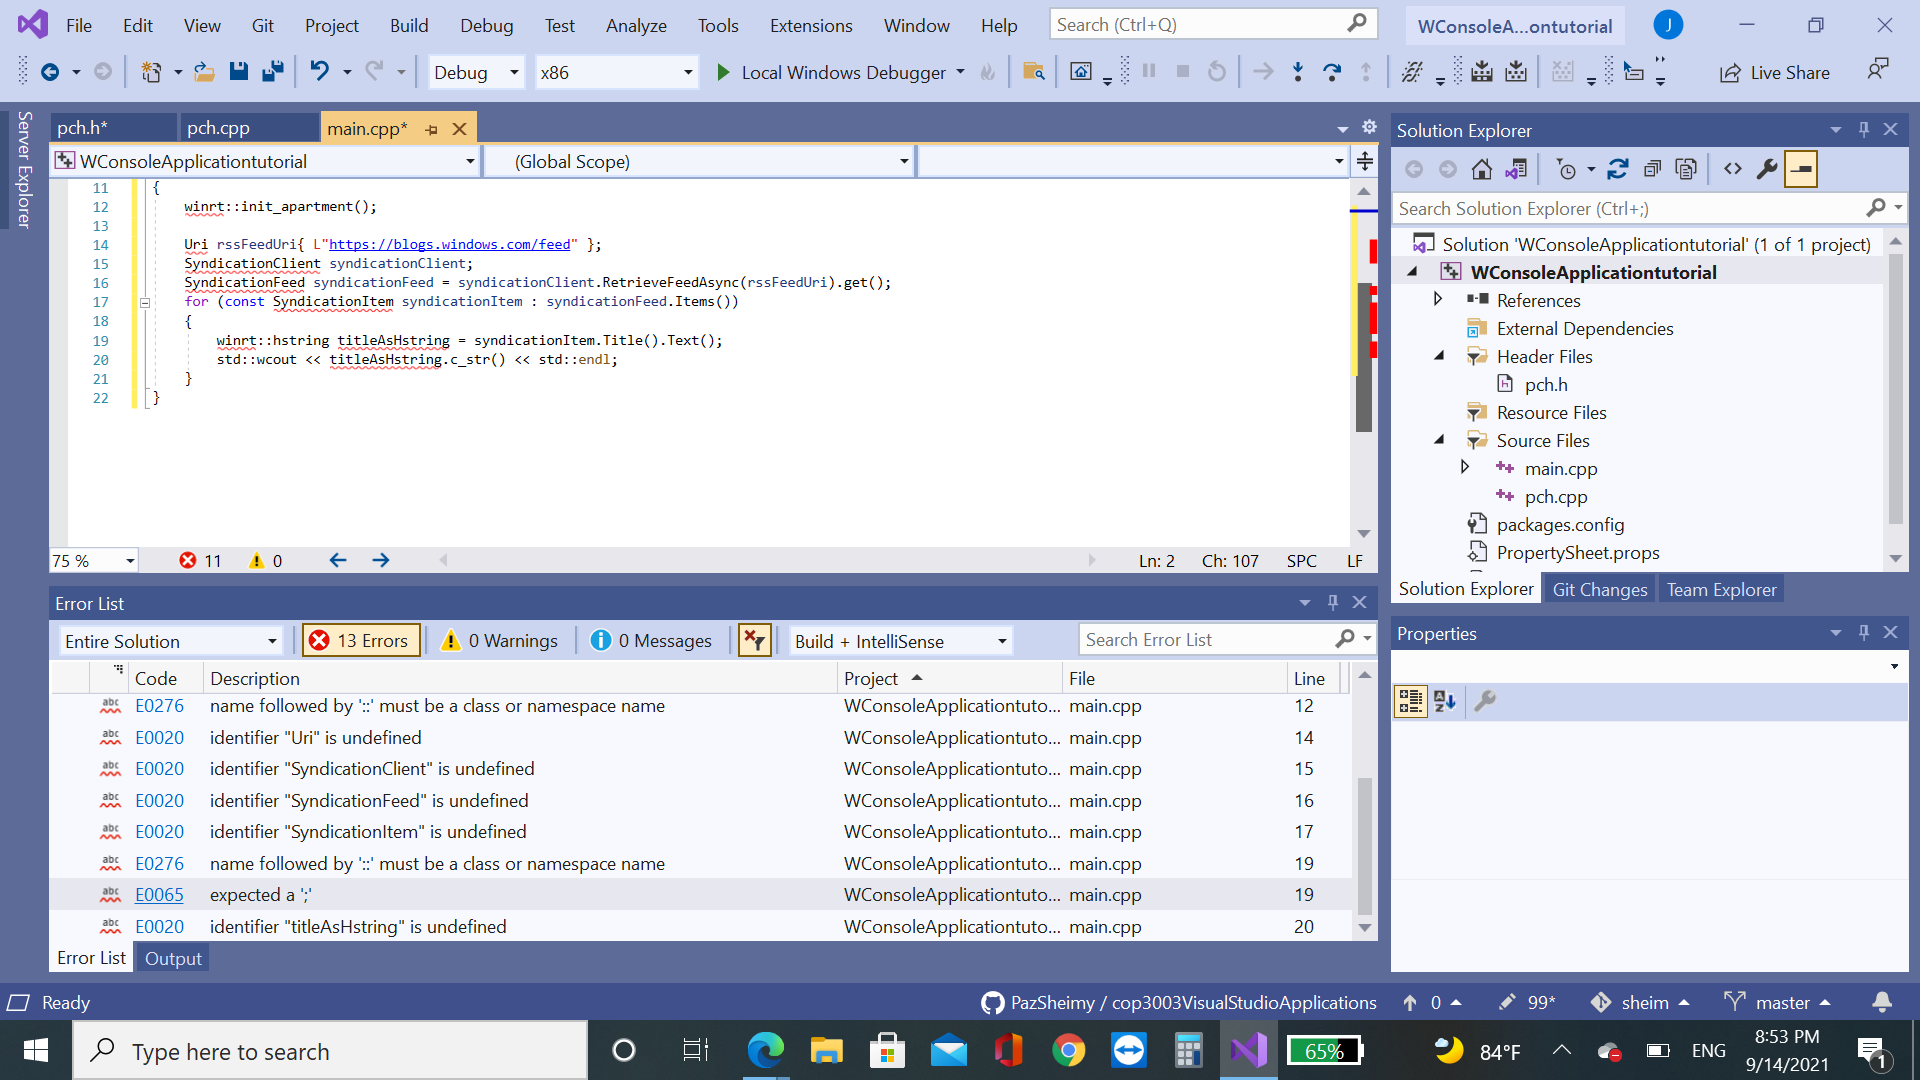 File Edit View Git Project Build Debug Test Analyze Tools Extensions Window Help Search (Ctrl+Q) WConsoleA...ontutorial J
Debug x86 Local Windows Debugger Live Share
Server Explorer
pch.h* pch.cpp main.cpp*
WConsoleApplicationtutorial (Global Scope)
11 {
12 winrt::init_apartment();
13
14 Uri rssFeedUri{ L"https://blogs.windows.com/feed" };
15 SyndicationClient syndicationClient;
16 SyndicationFeed syndicationFeed = syndicationClient.RetrieveFeedAsync(rssFeedUri).get();
17 for (const SyndicationItem syndicationItem : syndicationFeed.Items())
18 {
19 winrt::hstring titleAsHstring = syndicationItem.Title().Text();
20 std::wcout << titleAsHstring.c_str() << std::endl;
21 }
22 }
75 % 11 0 Ln: 2 Ch: 107 SPC LF
Error List
Entire Solution 13 Errors 0 Warnings 0 Messages Build + IntelliSense Search Error List
Code Description Project File Line
abc E0276 name followed by '::' must be a class or namespace name WConsoleApplicationtuto... main.cpp 12
abc E0020 identifier "Uri" is undefined WConsoleApplicationtuto... main.cpp 14
abc E0020 identifier "SyndicationClient" is undefined WConsoleApplicationtuto... main.cpp 15
abc E0020 identifier "SyndicationFeed" is undefined WConsoleApplicationtuto... main.cpp 16
abc E0020 identifier "SyndicationItem" is undefined WConsoleApplicationtuto... main.cpp 17
abc E0276 name followed by '::' must be a class or namespace name WConsoleApplicationtuto... main.cpp 19
abc E0065 expected a ';' WConsoleApplicationtuto... main.cpp 19
abc E0020 identifier "titleAsHstring" is undefined WConsoleApplicationtuto... main.cpp 20
Error List Output
Solution Explorer
Search Solution Explorer (Ctrl+;)
Solution 'WConsoleApplicationtutorial' (1 of 1 project)
WConsoleApplicationtutorial
References
External Dependencies
Header Files
pch.h
Resource Files
Source Files
main.cpp
pch.cpp
packages.config
PropertySheet.props
Solution Explorer Git Changes Team Explorer
Properties
Ready PazSheimy / cop3003VisualStudioApplications 0 99* sheim master
Type here to search 65% 84°F ENG 8:53 PM
9/14/2021 1